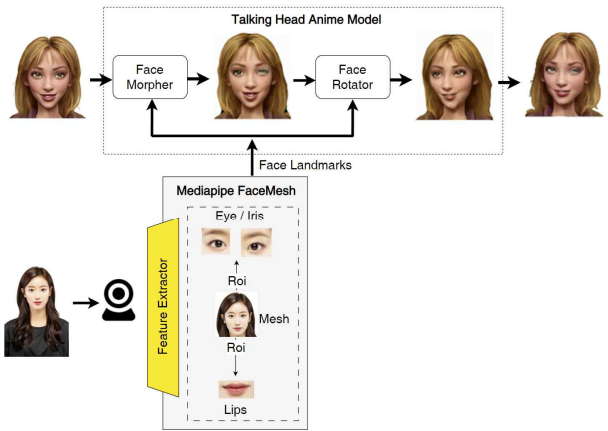 Talking Head Anime Model
Face
Morpher
Face
Rotator
Face Landmarks
Mediapipe FaceMesh
Eye / Iris
Feature Extractor
Roi
Mesh
Roi
Lips